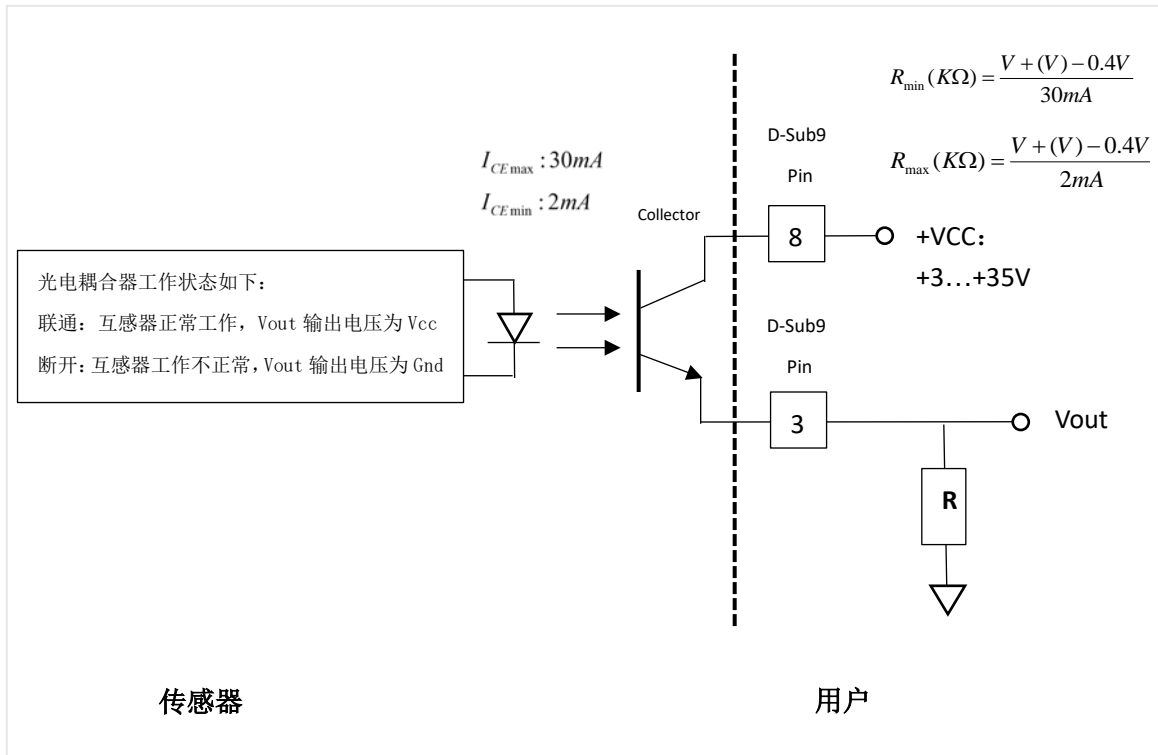 R_min(KΩ) = (V+(V)−0.4V) / 30mA
R_max(KΩ) = (V+(V)−0.4V) / 2mA
I_CEmax : 30mA
I_CEmin : 2mA
D-Sub9
Pin
Collector
8
+VCC：
+3…+35V
光电耦合器工作状态如下：
联通：互感器正常工作，Vout 输出电压为 Vcc
断开：互感器工作不正常，Vout 输出电压为 Gnd
D-Sub9
Pin
3
Vout
R
传感器
用户